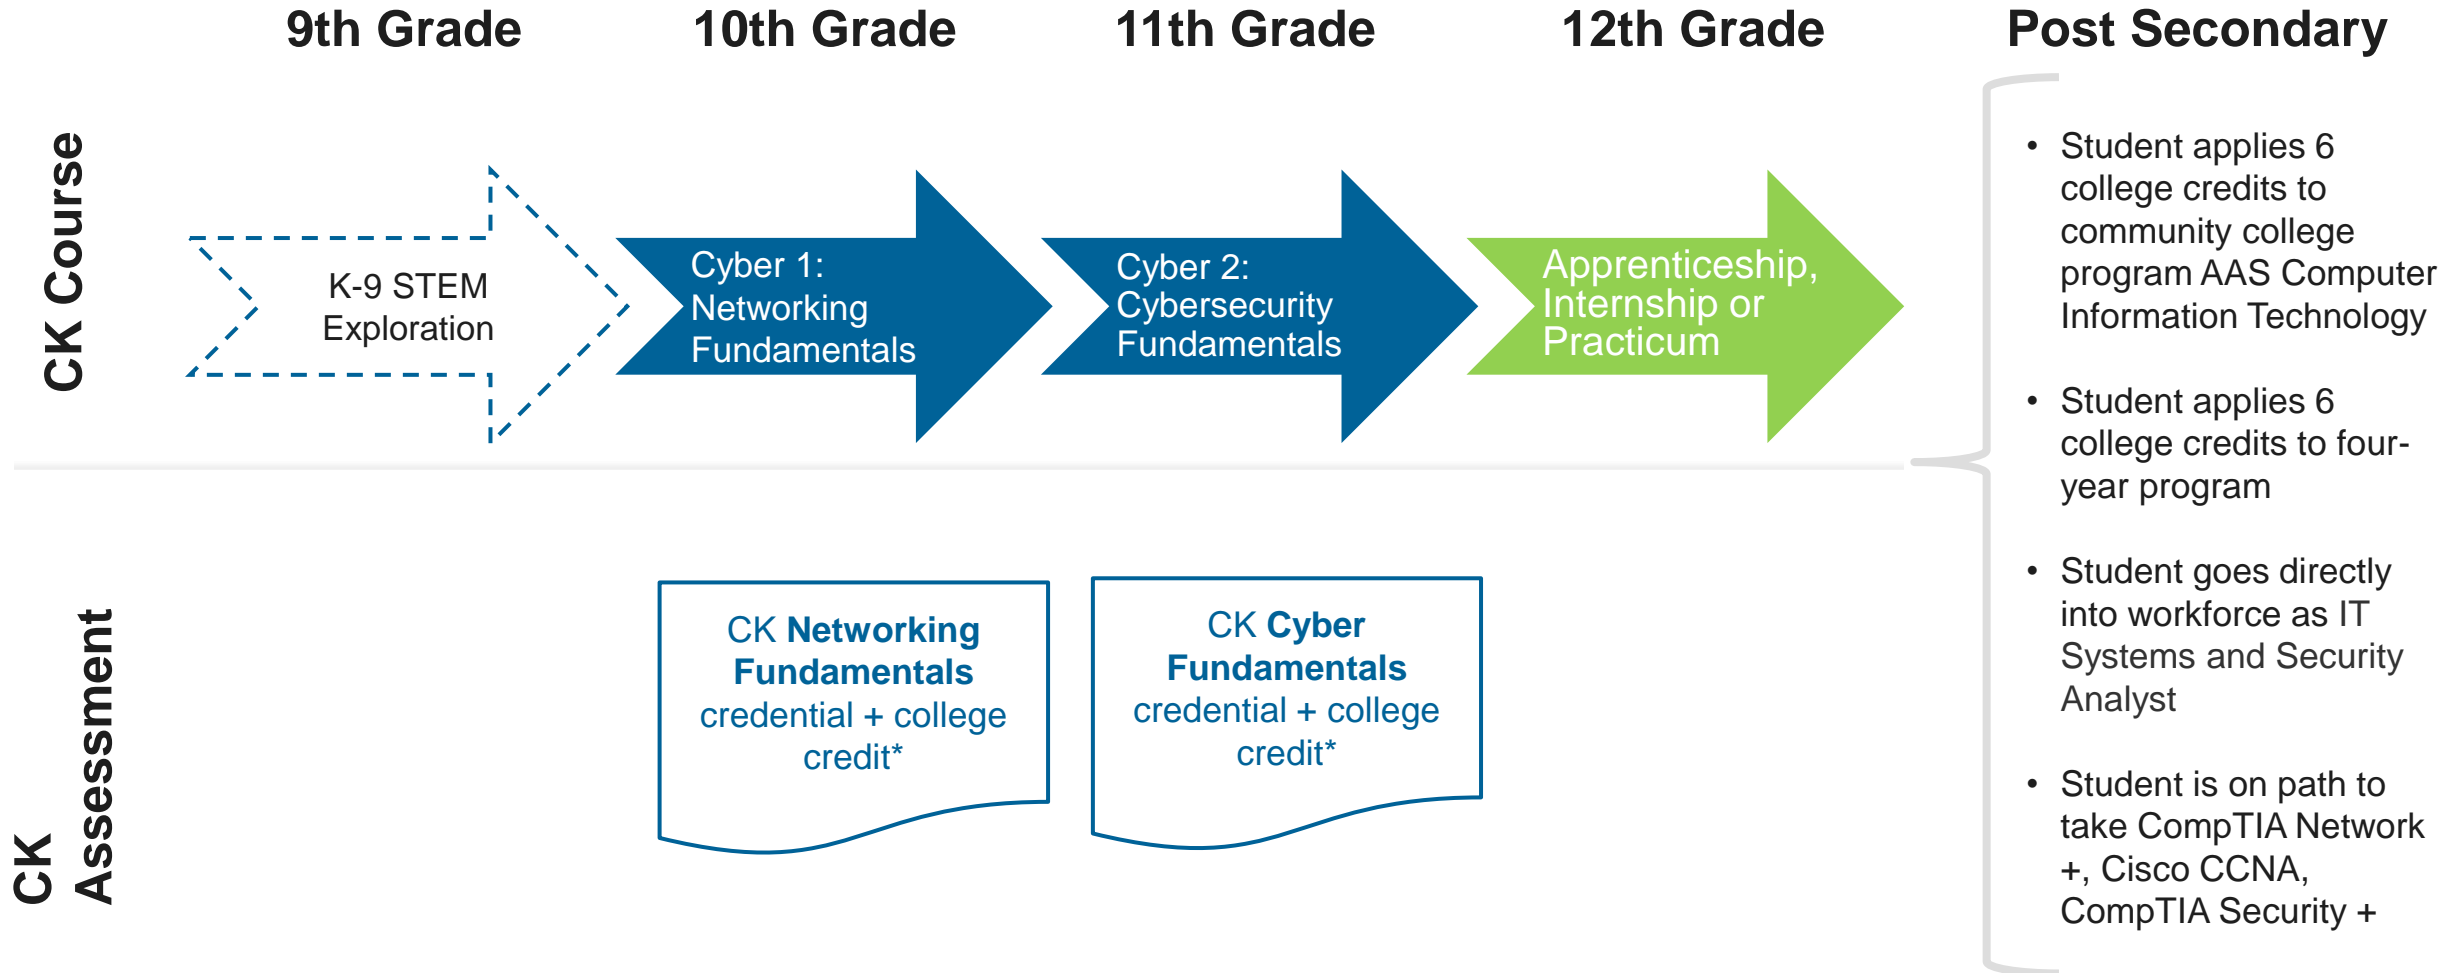 9th Grade
10th Grade
11th Grade
12th Grade
Post Secondary
CK Course
K-9 STEM
Exploration
Cyber 1:
Networking
Fundamentals
Cyber 2:
Cybersecurity
Fundamentals
Apprenticeship,
Internship or
Practicum
CK
Assessment
CK Networking
Fundamentals
credential + college
credit*
CK Cyber
Fundamentals
credential + college
credit*
• Student applies 6
college credits to
community college
program AAS Computer
Information Technology
• Student applies 6
college credits to four-
year program
• Student goes directly
into workforce as IT
Systems and Security
Analyst
• Student is on path to
take CompTIA Network
+, Cisco CCNA,
CompTIA Security +